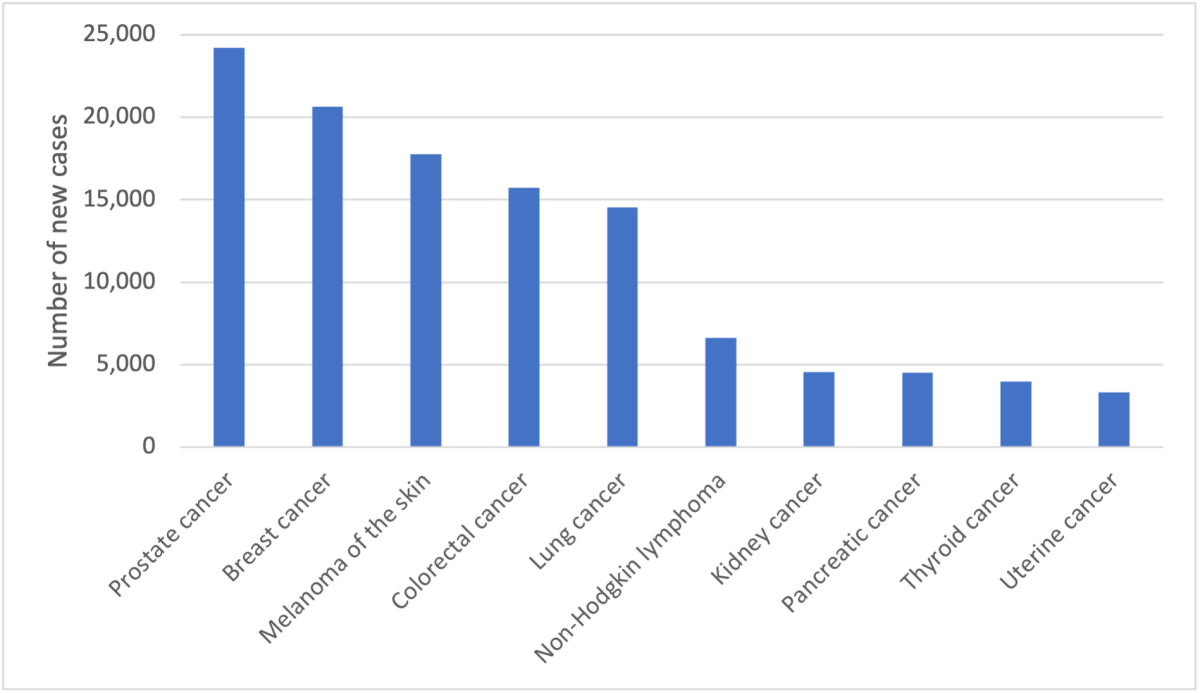 25,000
20,000
15,000
10,000
5,000
0
Number of new cases
Prostate cancer
Breast cancer
Melanoma of the skin
Colorectal cancer
Lung cancer
Non-Hodgkin lymphoma
Kidney cancer
Pancreatic cancer
Thyroid cancer
Uterine cancer